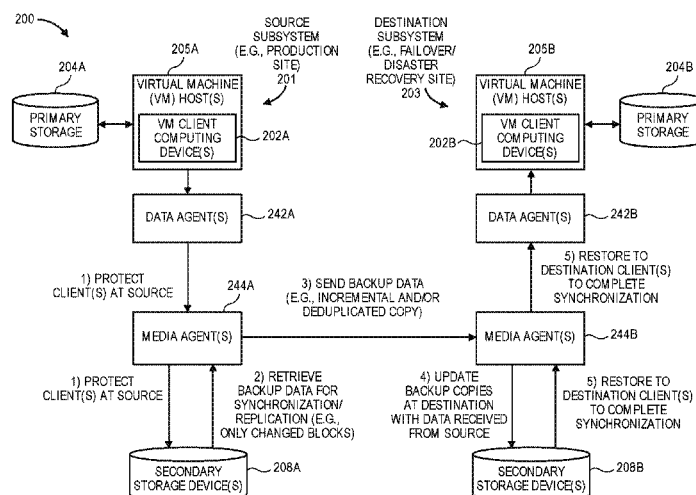 200
204A
PRIMARY
STORAGE
205A
VIRTUAL MACHINE
(VM) HOST(S)
VM CLIENT
COMPUTING
DEVICE(S)
202A
SOURCE
SUBSYSTEM
(E.G., PRODUCTION
SITE)
201
DESTINATION
SUBSYSTEM
(E.G., FAILOVER/
DISASTER
RECOVERY SITE)
203
205B
VIRTUAL MACHINE
(VM) HOST(S)
VM CLIENT
COMPUTING
DEVICE(S)
202B
204B
PRIMARY
STORAGE
DATA AGENT(S)
242A
DATA AGENT(S)
242B
1) PROTECT
CLIENT(S) AT SOURCE
244A
MEDIA AGENT(S)
3) SEND BACKUP DATA
(E.G., INCREMENTAL AND/OR
DEDUPLICATED COPY)
5) RESTORE TO
DESTINATION CLIENT(S)
TO COMPLETE
SYNCHRONIZATION
MEDIA AGENT(S)
244B
1) PROTECT
CLIENT(S) AT SOURCE
2) RETRIEVE
BACKUP DATA FOR
SYNCHRONIZATION/
REPLICATION (E.G.,
ONLY CHANGED BLOCKS)
4) UPDATE
BACKUP COPIES
AT DESTINATION
WITH DATA RECEIVED
FROM SOURCE
5) RESTORE TO
DESTINATION CLIENT(S)
TO COMPLETE
SYNCHRONIZATION
SECONDARY
STORAGE DEVICE(S)
208A
SECONDARY
STORAGE DEVICE(S)
208B